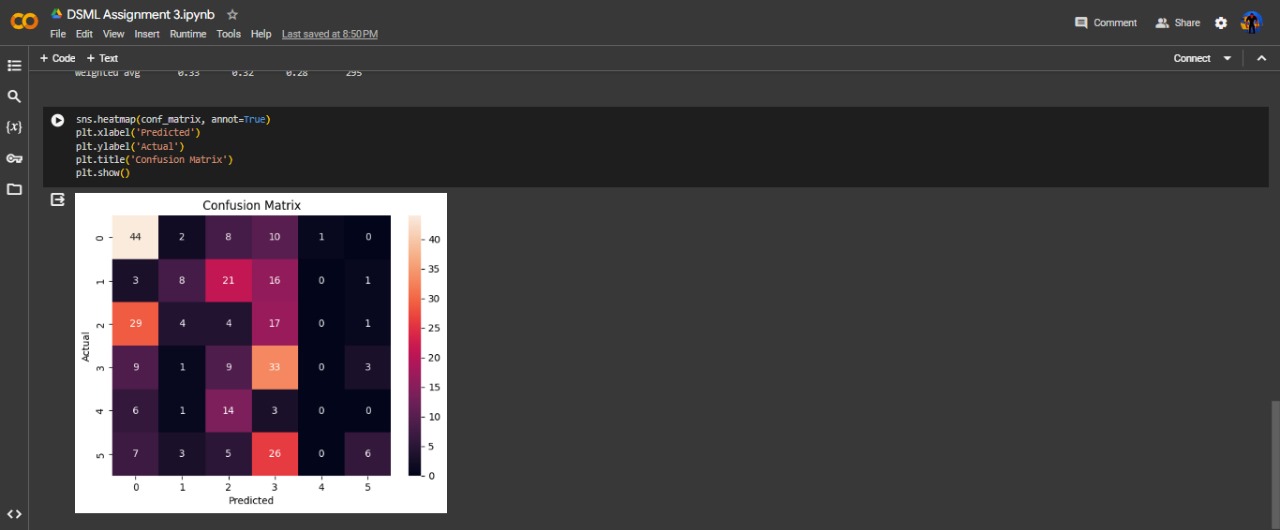 DSML Assignment 3.ipynb
File Edit View Insert Runtime Tools Help Last saved at 8:50 PM
Comment Share
+ Code + Text
Connect
weighted avg 0.33 0.32 0.28 295
{x}
sns.heatmap(conf_matrix, annot=True)
plt.xlabel('Predicted')
plt.ylabel('Actual')
plt.title('Confusion Matrix')
plt.show()
Confusion Matrix
0 44 2 8 10 1 0
1 3 8 21 16 0 1
2 29 4 4 17 0 1
3 9 1 9 33 0 3
4 6 1 14 3 0 0
5 7 3 5 26 0 6
0 1 2 3 4 5
Predicted
Actual
40
35
30
25
20
15
10
5
0